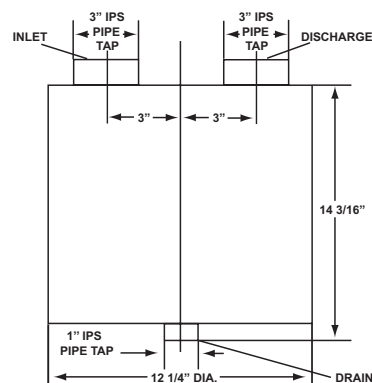 3” IPS
PIPE
TAP
3” IPS
PIPE
TAP
INLET
DISCHARGE
3”
3”
14 3/16”
1” IPS
PIPE TAP
12 1/4” DIA.
DRAIN